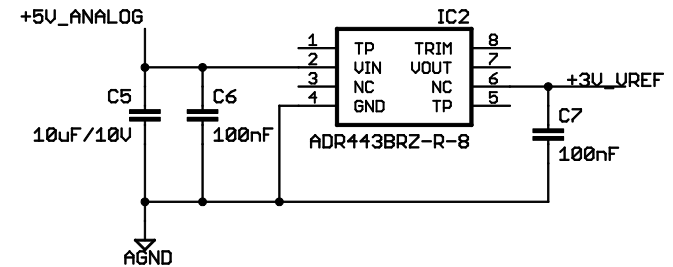 +5V_ANALOG
IC2
1 TP TRIM 8
2 VIN VOUT 7
3 NC NC 6
4 GND TP 5
+3V_VREF
C5
10uF/10V
C6
100nF
ADR443BRZ-R-8
C7
100nF
AGND